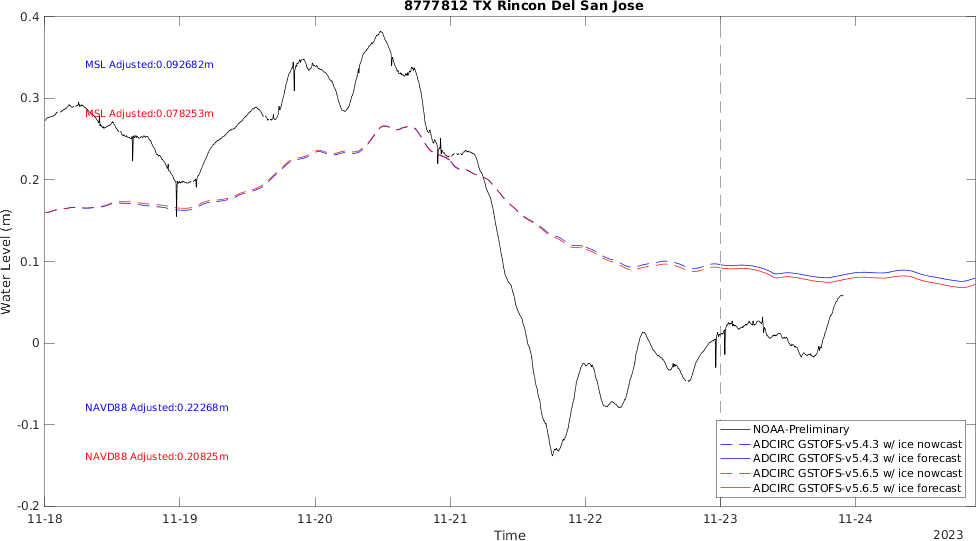 8777812 TX Rincon Del San Jose
0.4
0.3
0.2
0.1
0
-0.1
-0.2
Water Level (m)
MSL Adjusted:0.092682m
MSL Adjusted:0.078253m
NAVD88 Adjusted:0.22268m
NAVD88 Adjusted:0.20825m
NOAA-Preliminary
ADCIRC GSTOFS-v5.4.3 w/ ice nowcast
ADCIRC GSTOFS-v5.4.3 w/ ice forecast
ADCIRC GSTOFS-v5.6.5 w/ ice nowcast
ADCIRC GSTOFS-v5.6.5 w/ ice forecast
11-18 11-19 11-20 11-21 11-22 11-23 11-24
Time
2023